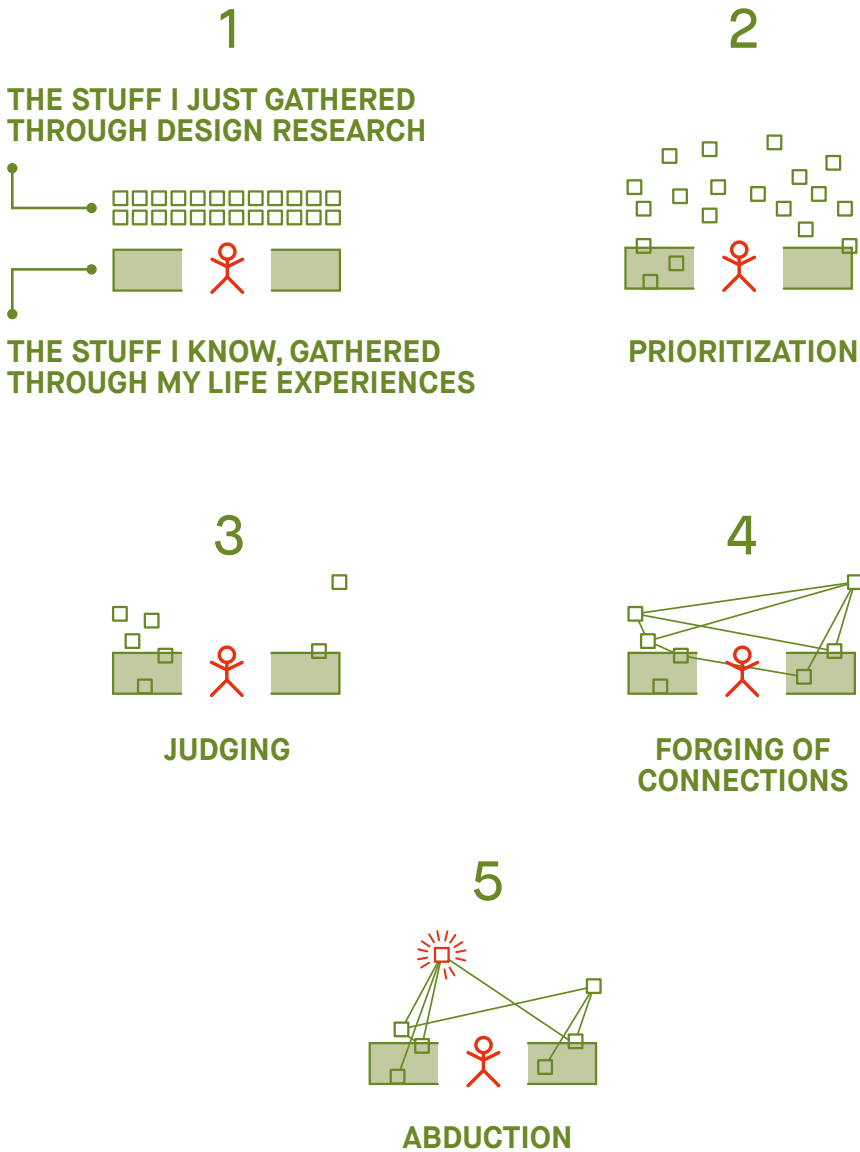 1
THE STUFF I JUST GATHERED
THROUGH DESIGN RESEARCH
THE STUFF I KNOW, GATHERED
THROUGH MY LIFE EXPERIENCES
2
PRIORITIZATION
3
JUDGING
4
FORGING OF
CONNECTIONS
5
ABDUCTION